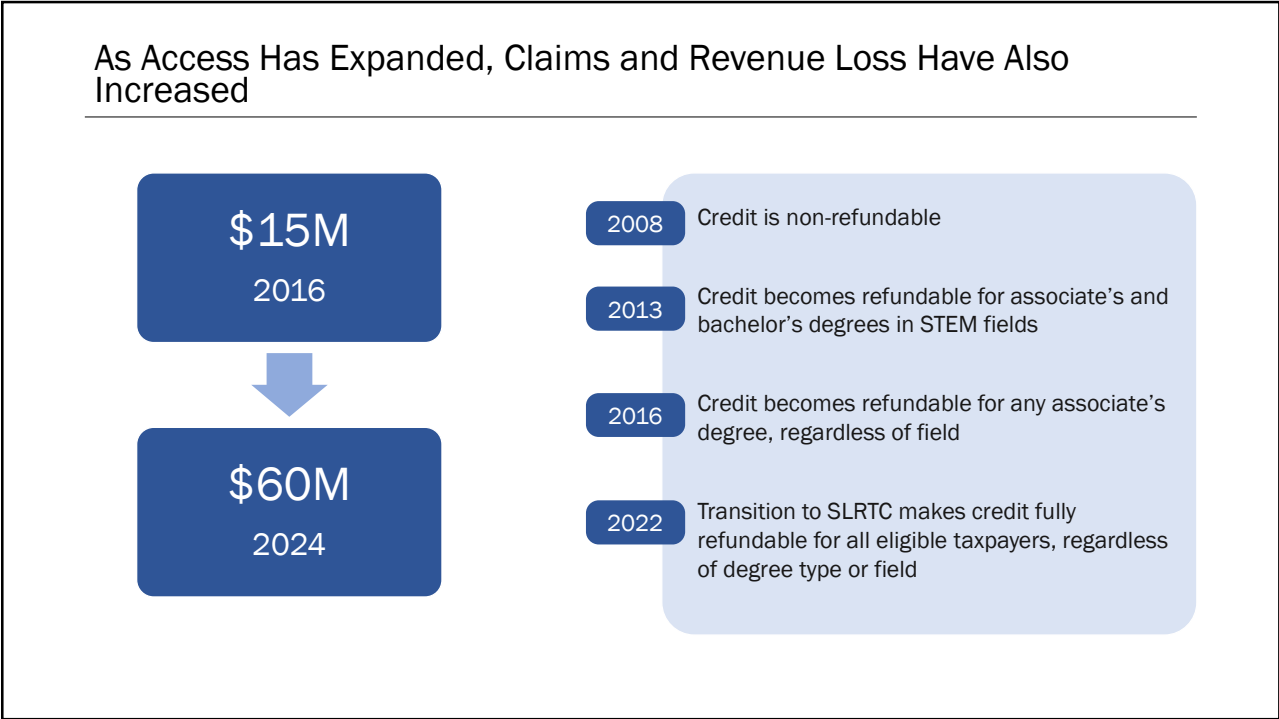 As Access Has Expanded, Claims and Revenue Loss Have Also
Increased
$15M
2016
$60M
2024
2008
Credit is non-refundable
2013
Credit becomes refundable for associate’s and
bachelor’s degrees in STEM fields
2016
Credit becomes refundable for any associate’s
degree, regardless of field
2022
Transition to SLRTC makes credit fully
refundable for all eligible taxpayers, regardless
of degree type or field